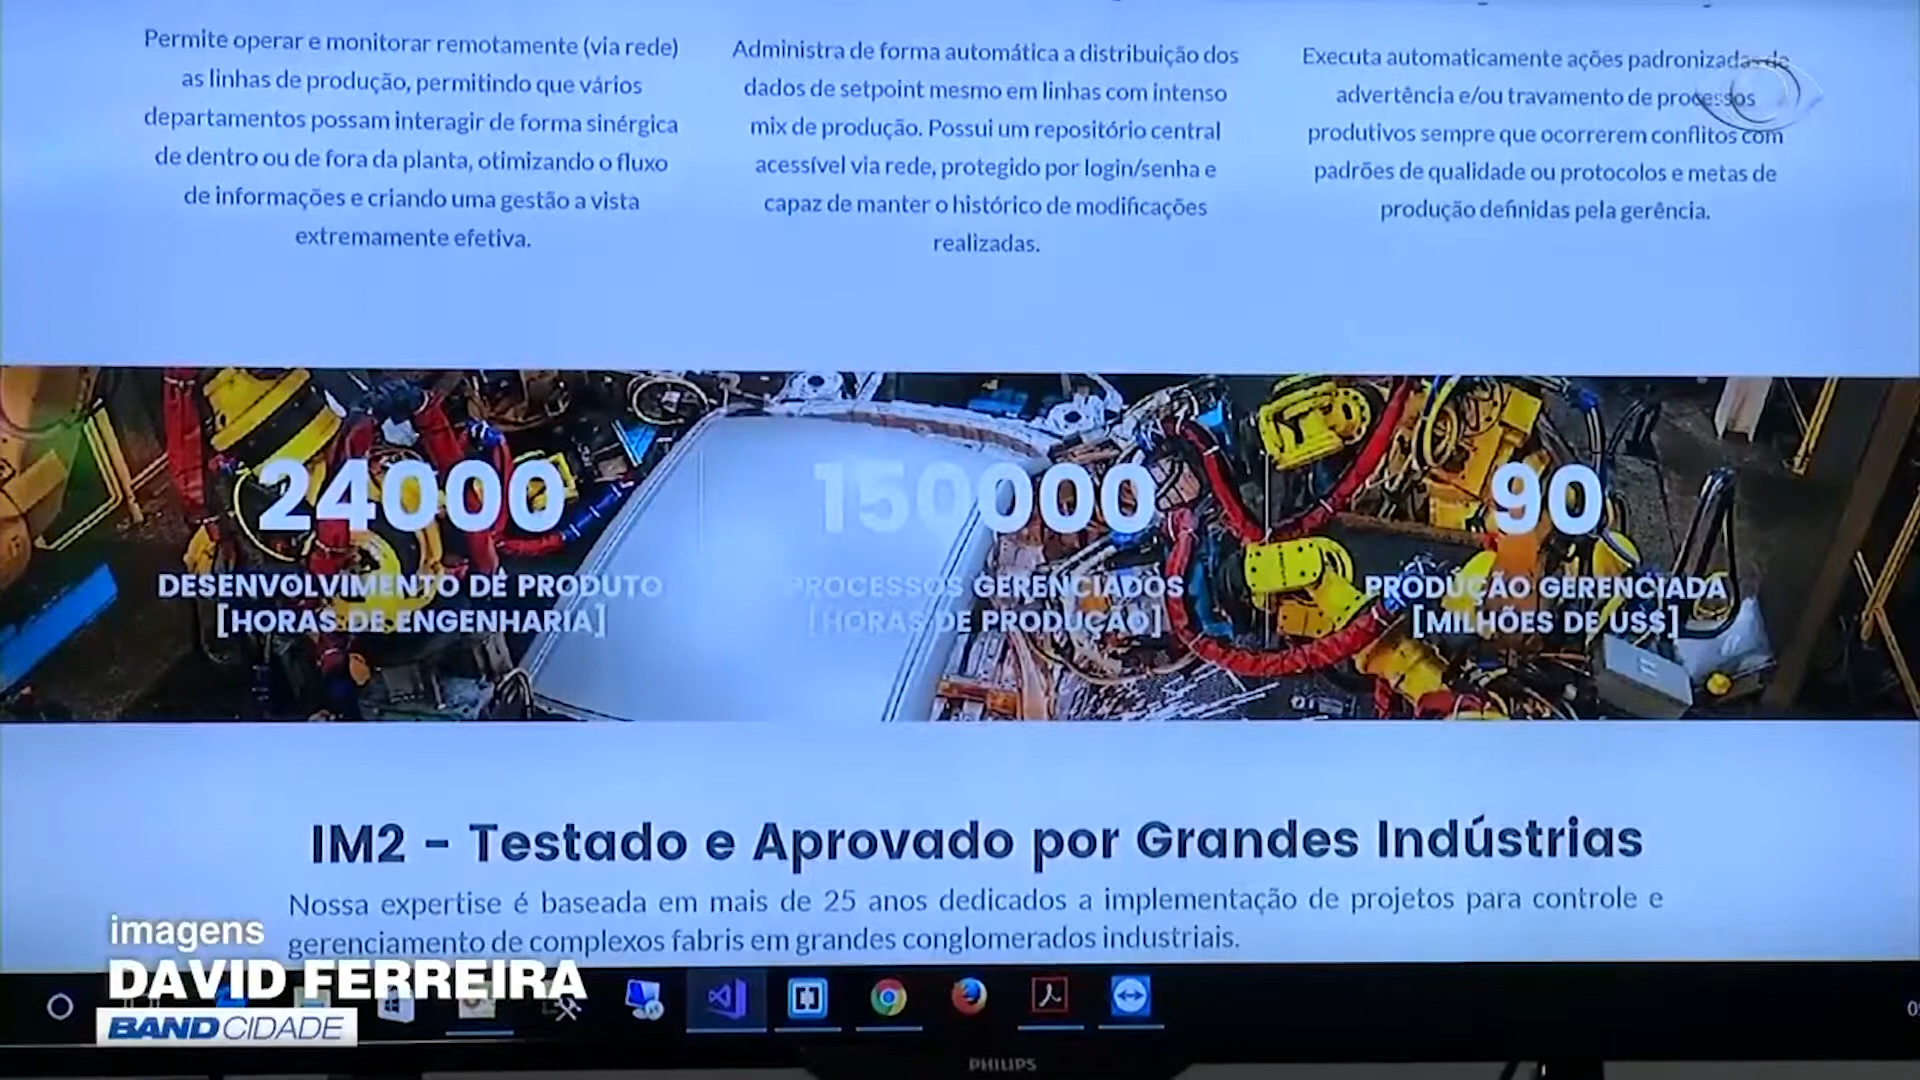 Permite operar e monitorar remotamente (via rede)
as linhas de produção, permitindo que vários
departamentos possam interagir de forma sinérgica
de dentro ou de fora da planta, otimizando o fluxo
de informações e criando uma gestão a vista
extremamente efetiva.
Administra de forma automática a distribuição dos
dados de setpoint mesmo em linhas com intenso
mix de produção. Possui um repositório central
acessível via rede, protegido por login/senha e
capaz de manter o histórico de modificações
realizadas.
Executa automaticamente ações padronizadas de
advertência e/ou travamento de processos
produtivos sempre que ocorrerem conflitos com
padrões de qualidade ou protocolos e metas de
produção definidas pela gerência.
24000
DESENVOLVIMENTO DE PRODUTO
[HORAS DE ENGENHARIA]
150000
PROCESSOS GERENCIADOS
[HORAS DE PRODUÇÃO]
90
PRODUÇÃO GERENCIADA
[MILHÕES DE US$]
IM2 - Testado e Aprovado por Grandes Indústrias
Nossa expertise é baseada em mais de 25 anos dedicados a implementação de projetos para controle e
gerenciamento de complexos fabris em grandes conglomerados industriais.
imagens
DAVID FERREIRA
BAND CIDADE
PHILIPS